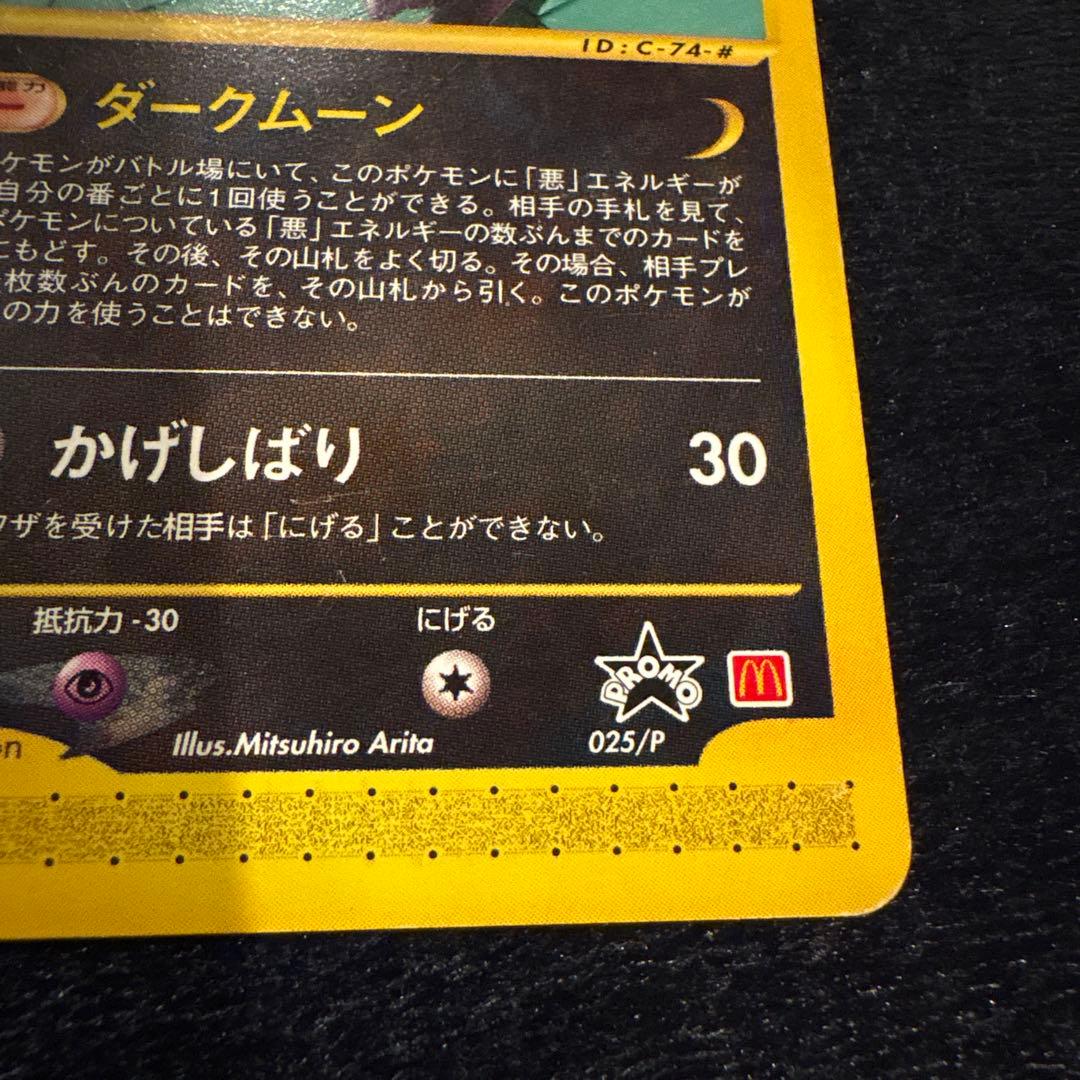 ID:C-74-#
ダークムーン
ケモンがバトル場にいて、このポケモンに「悪」エネルギーが
自分の番ごとに1回使うことができる。相手の手札を見て、
ポケモンについている「悪」エネルギーの数ぶんまでのカードを
にもどす。その後、その山札をよく切る。その場合、相手プレ
枚数ぶんのカードを、その山札から引く。このポケモンが
の力を使うことはできない。
かげしばり 30
ワザを受けた相手は「にげる」ことができない。
抵抗力 -30 にげる
PROMO
Illus.Mitsuhiro Arita 025/P